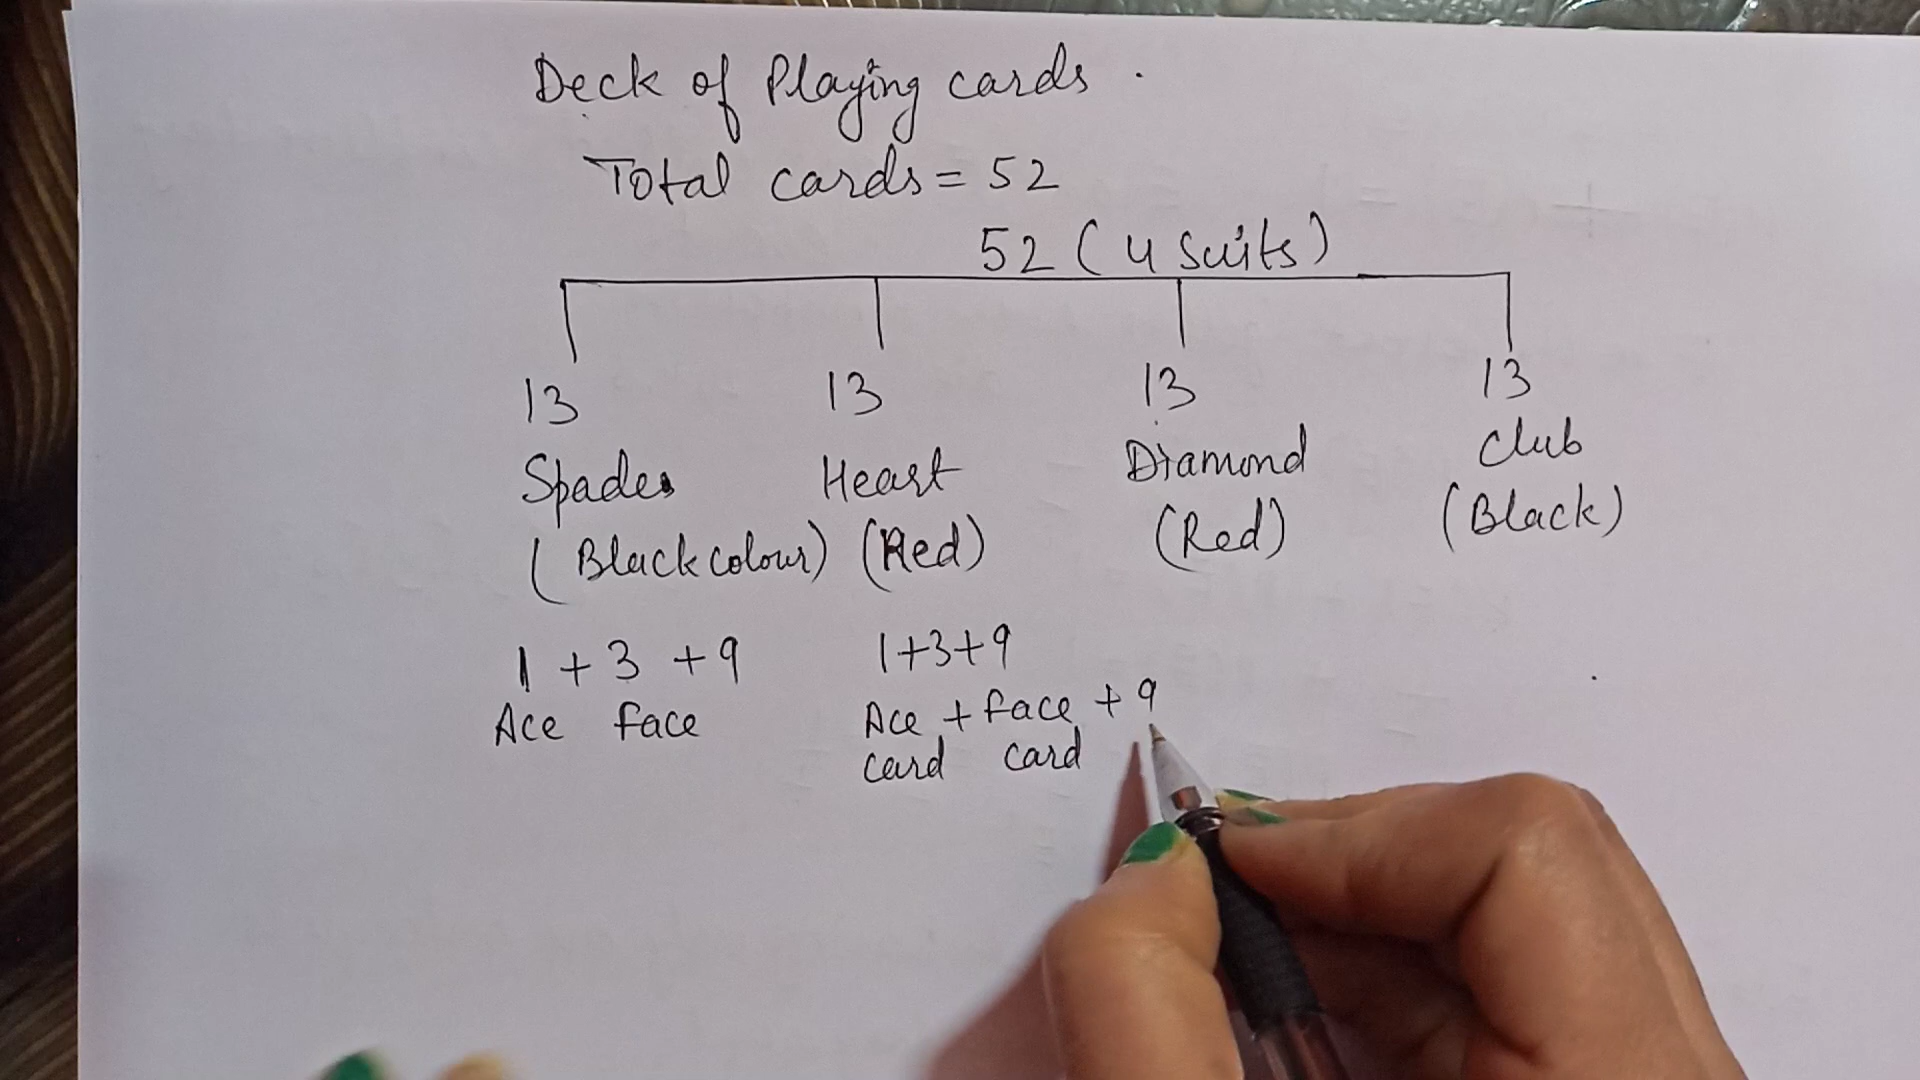 Deck of Playing cards.
Total cards = 52
52 (4 Suits)
13 13 13 13
Spades Heart Diamond Club
(Black colour) (Red) (Red) (Black)
1 + 3 + 9 1+3+9
Ace face Ace + face + 9
card card